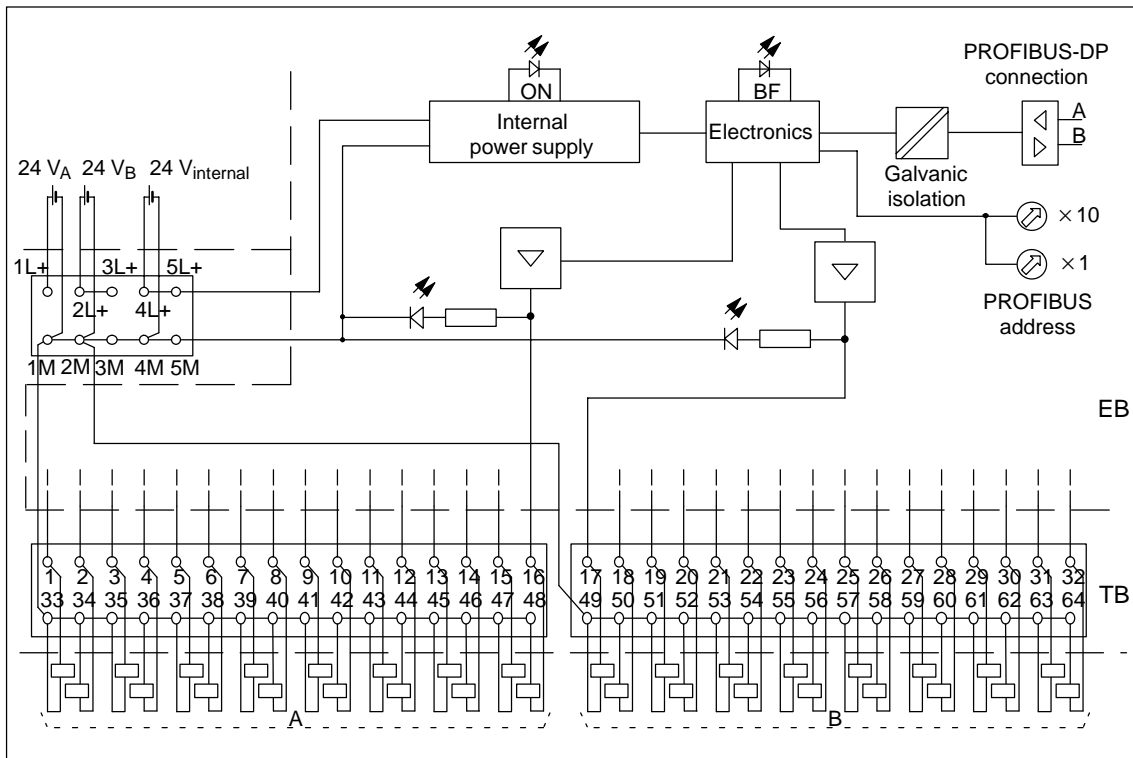 PROFIBUS-DP
connection
ON
BF
A
Internal
power supply
Electronics
B
24 VA 24 VB 24 Vinternal
Galvanic
isolation
×10
1L+ 3L+ 5L+
×1
2L+ 4L+
PROFIBUS
address
1M 2M 3M 4M 5M
EB
1 2 3 4 5 6 7 8 9 10 11 12 13 14 15 16 17 18 19 20 21 22 23 24 25 26 27 28 29 30 31 32
TB
33 34 35 36 37 38 39 40 41 42 43 44 45 46 47 48 49 50 51 52 53 54 55 56 57 58 59 60 61 62 63 64
A B